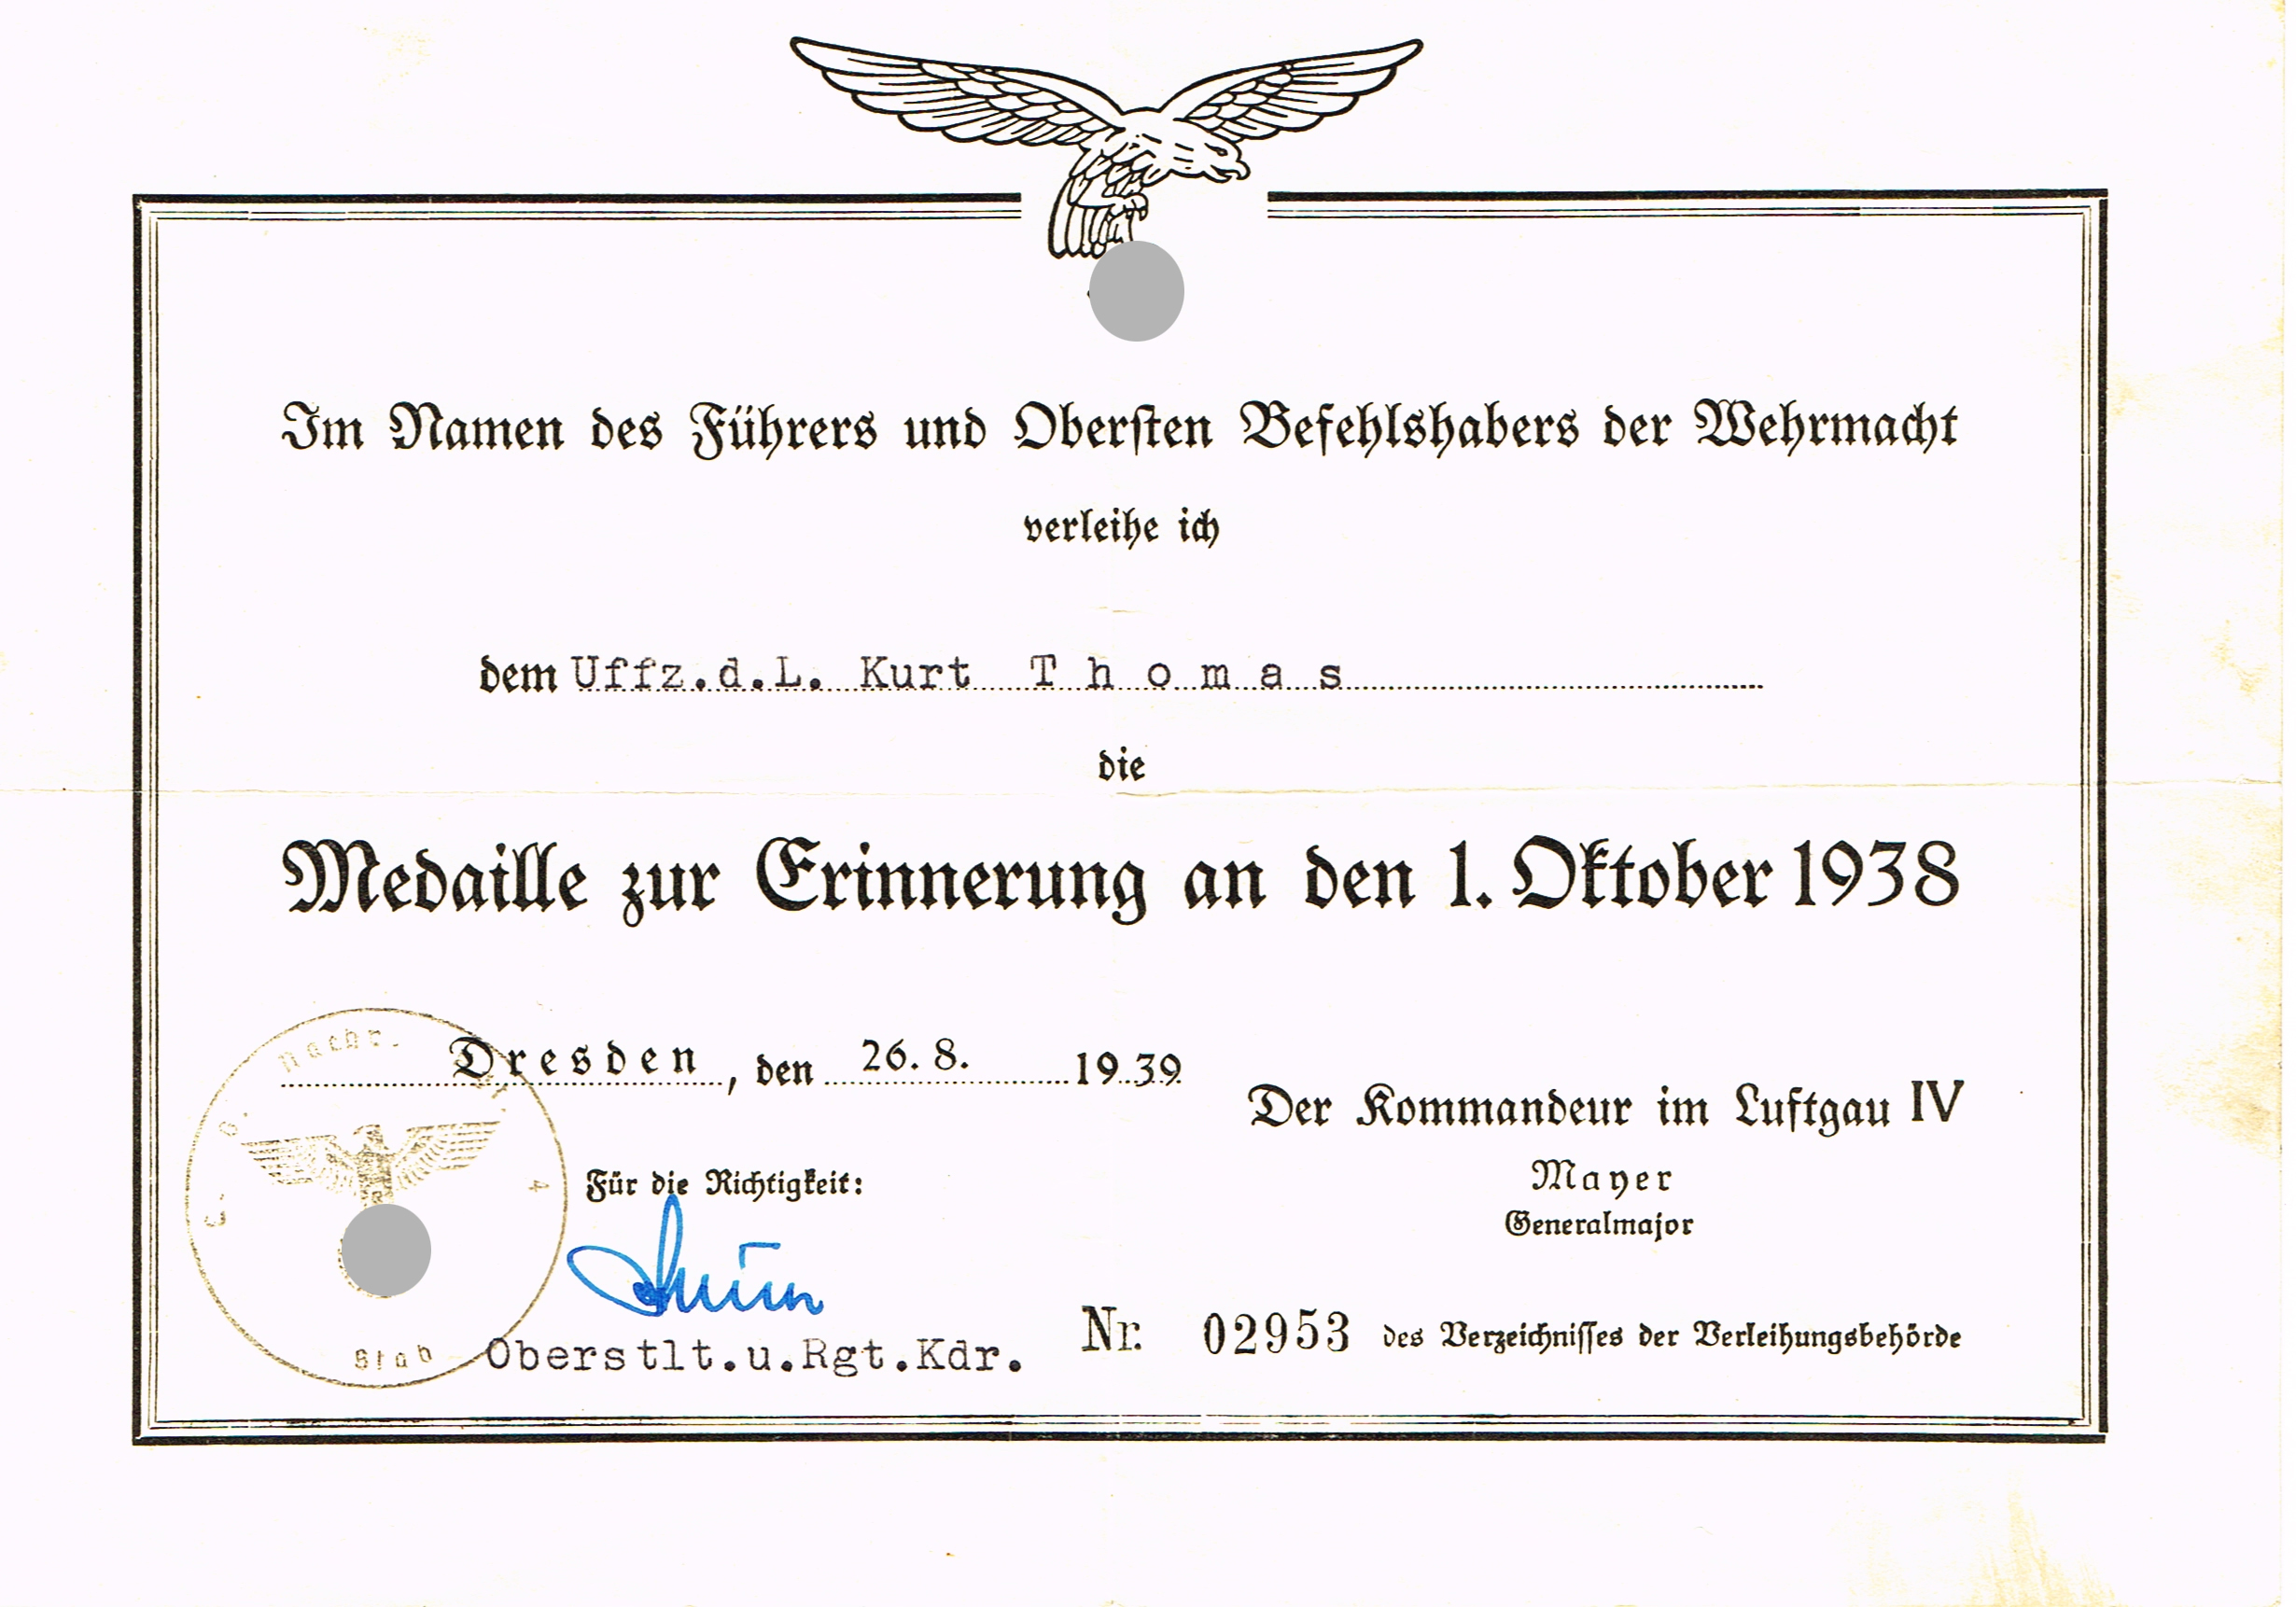 Im Namen des Führers und Obersten Befehlshabers der Wehrmacht
verleihe ich
dem Uffz.d.L. Kurt Thomas
die
Medaille zur Erinnerung an den 1. Oktober 1938
Dresden, den 26.8. 1939
Der Kommandeur im Luftgau IV
Mayer
Generalmajor
Für die Richtigkeit:
Oberstlt.u.Rgt.Kdr.
Nr. 02953 des Verzeichnisses der Verleihungsbehörde
Nachr.
4
Stab